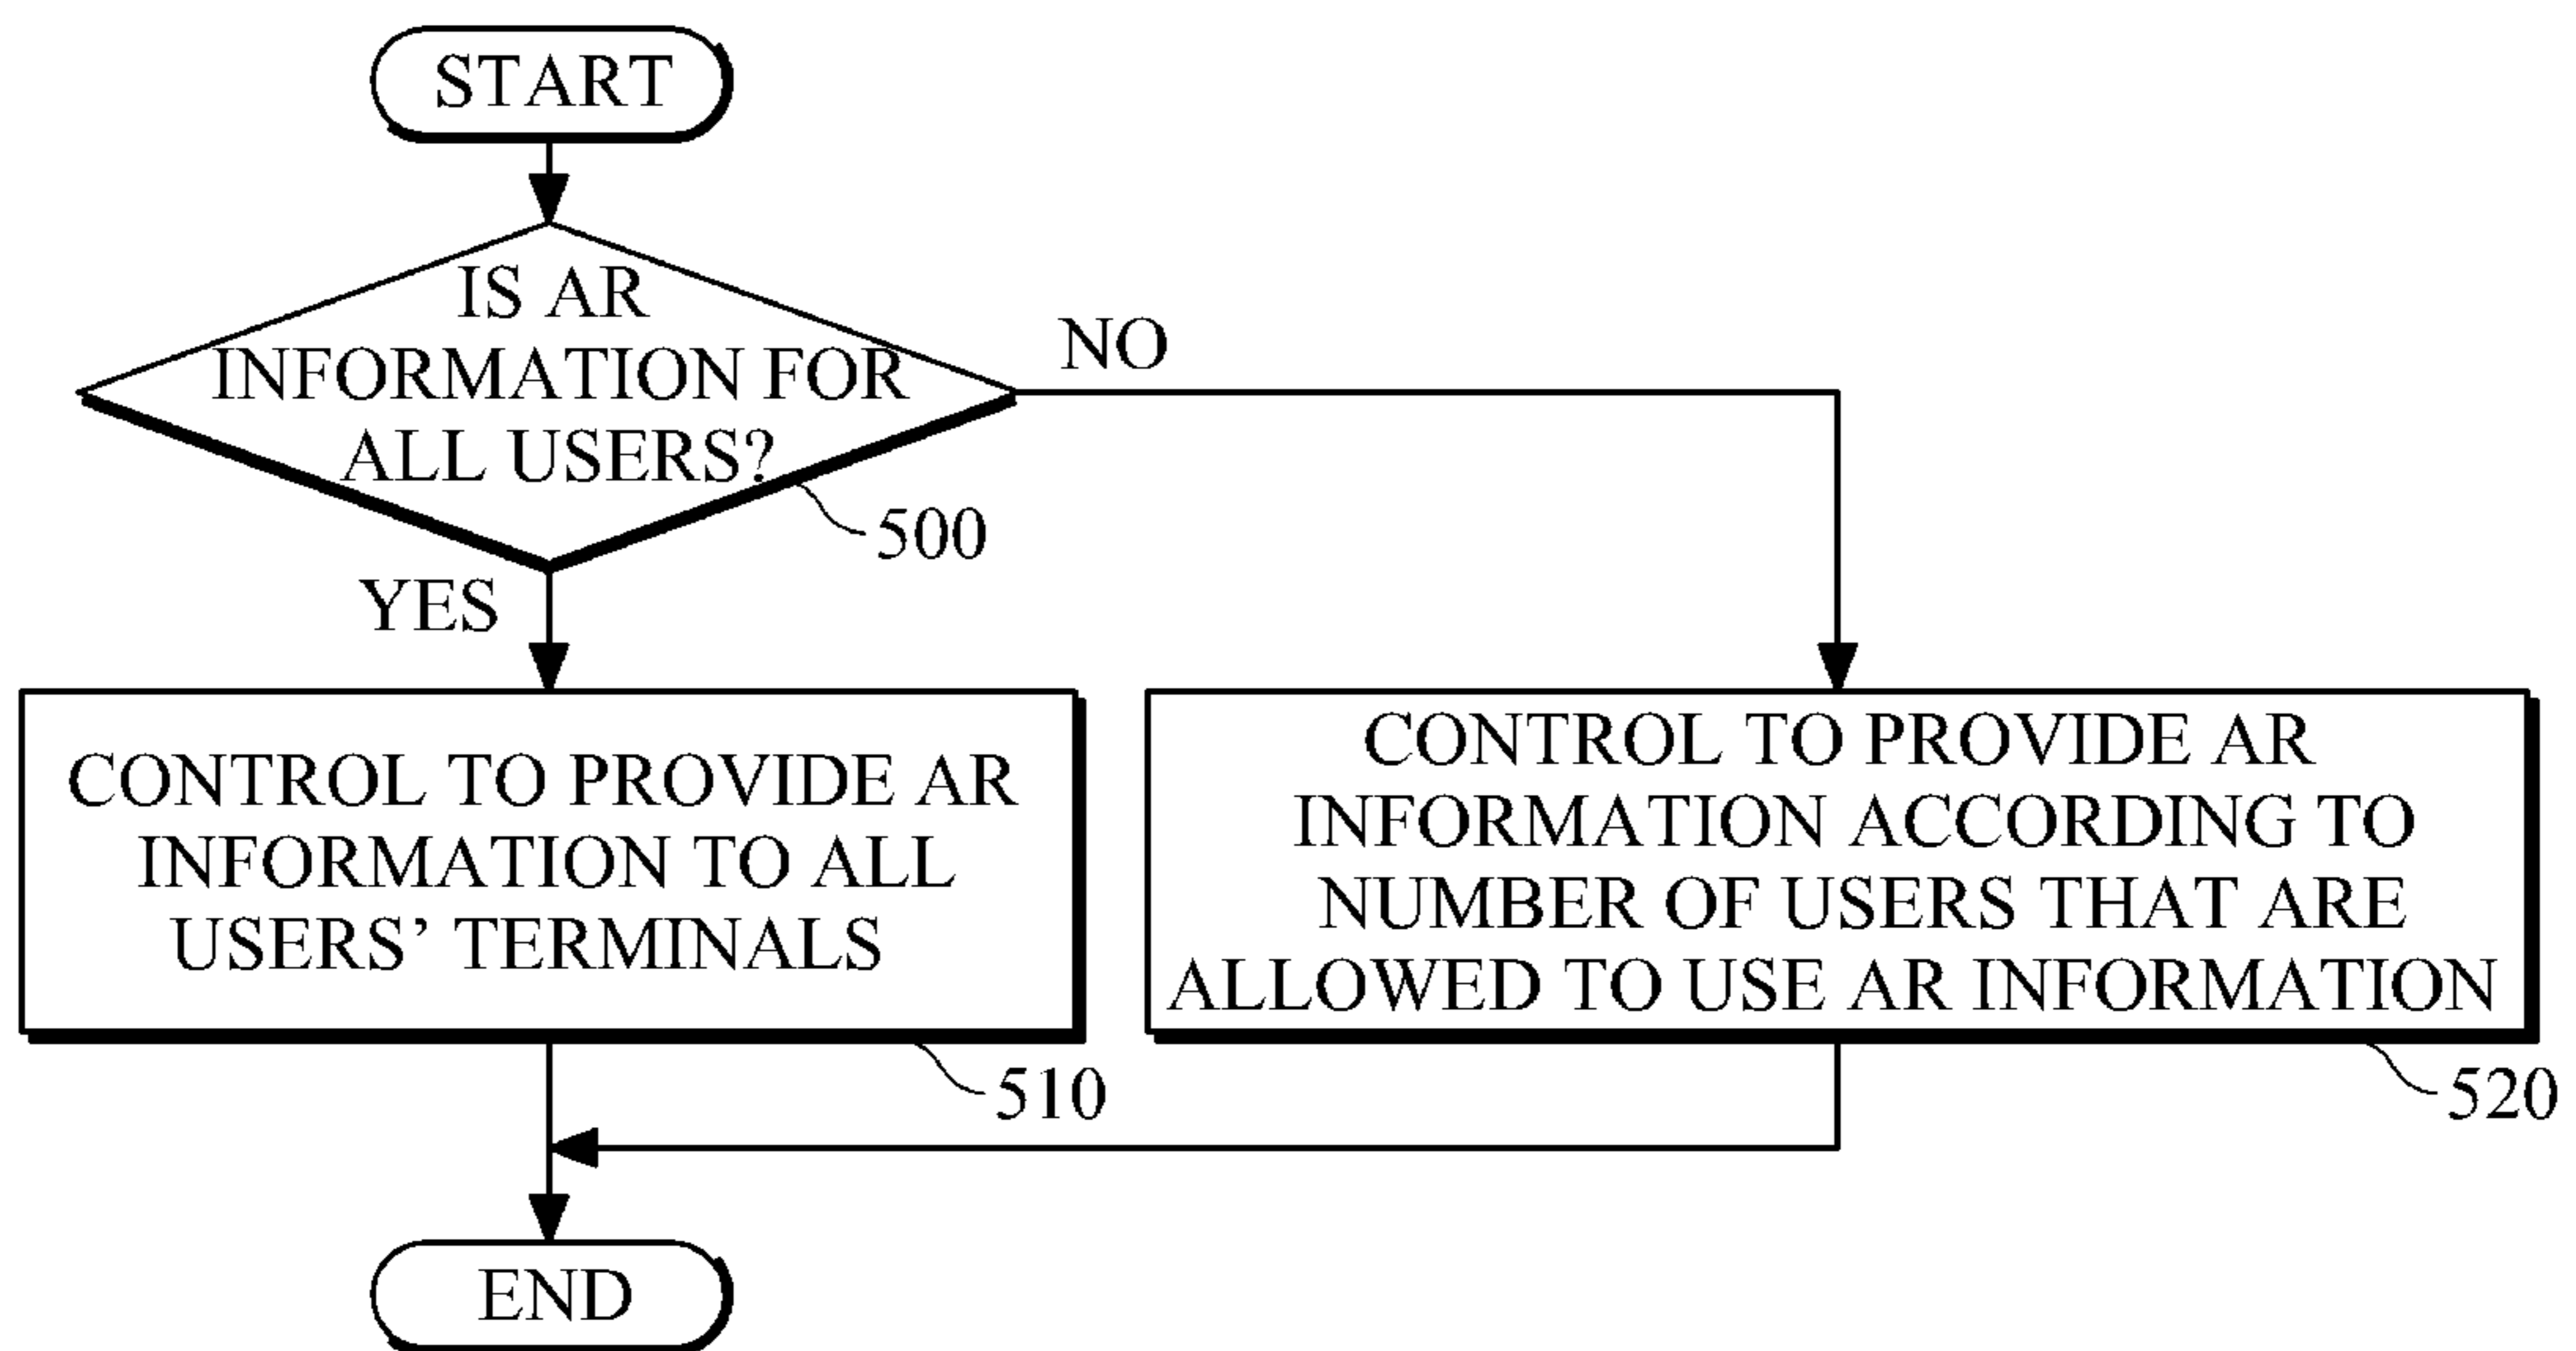 START
IS AR
INFORMATION FOR
ALL USERS?
500
NO
YES
CONTROL TO PROVIDE AR
INFORMATION TO ALL
USERS’ TERMINALS
510
CONTROL TO PROVIDE AR
INFORMATION ACCORDING TO
NUMBER OF USERS THAT ARE
ALLOWED TO USE AR INFORMATION
520
END